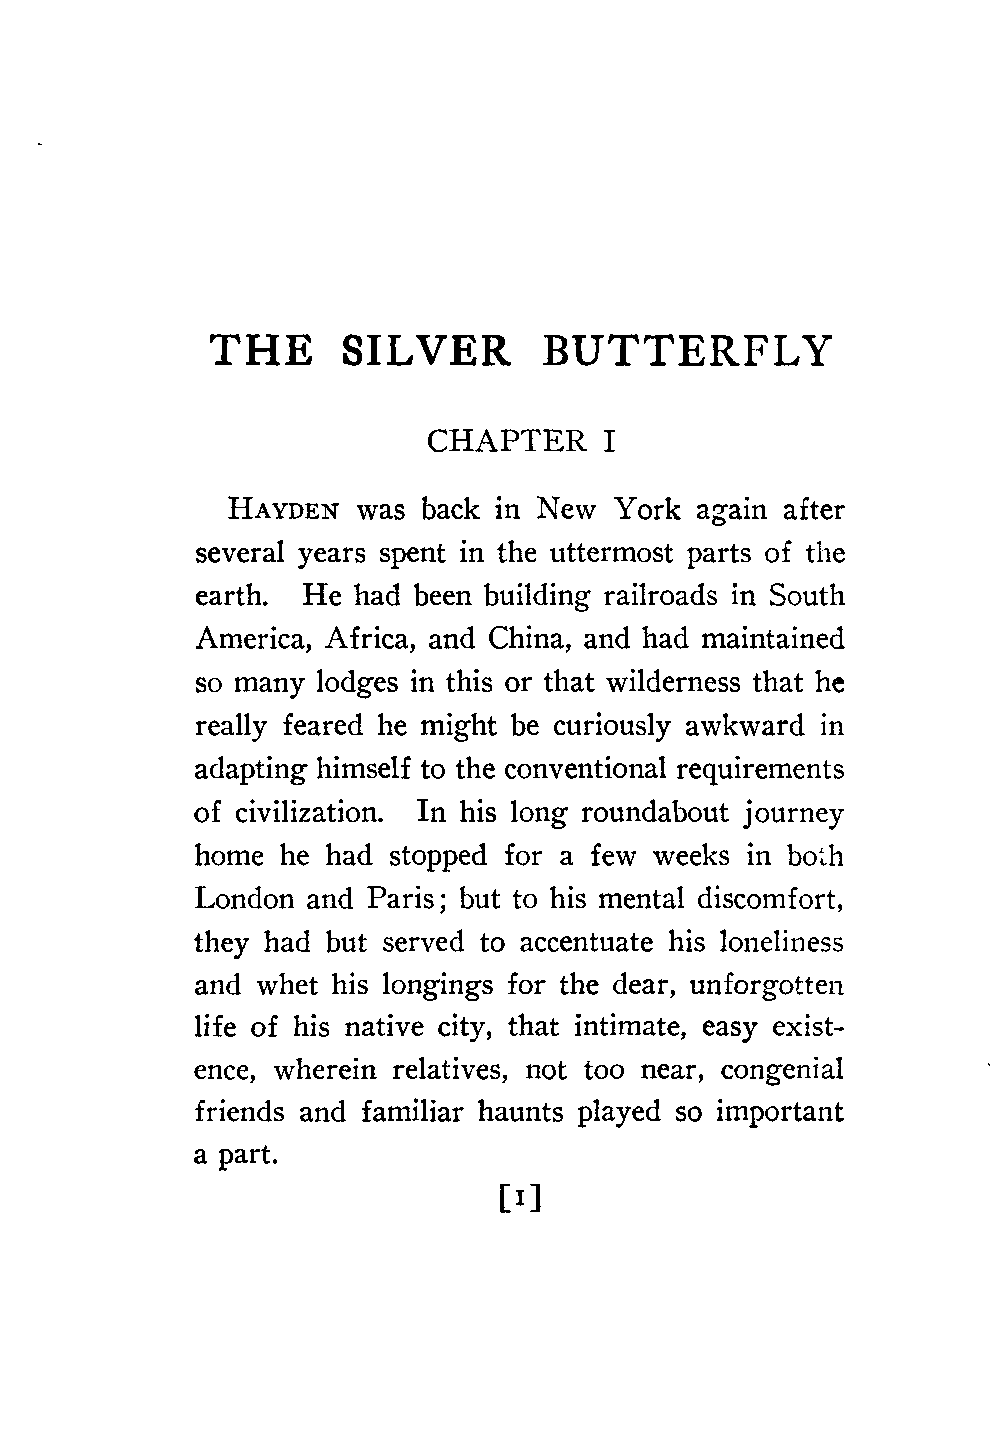 THE SILVER BUTTERFLY
CHAPTER I
HAYDEN was back in New York again after
several years spent in the uttermost parts of the
earth. He had been building railroads in South
America, Africa, and China, and had maintained
so many lodges in this or that wilderness that he
really feared he might be curiously awkward in
adapting himself to the conventional requirements
of civilization. In his long roundabout journey
home he had stopped for a few weeks in both
London and Paris; but to his mental discomfort,
they had but served to accentuate his loneliness
and whet his longings for the dear, unforgotten
life of his native city, that intimate, easy exist-
ence, wherein relatives, not too near, congenial
friends and familiar haunts played so important
a part.
[1]